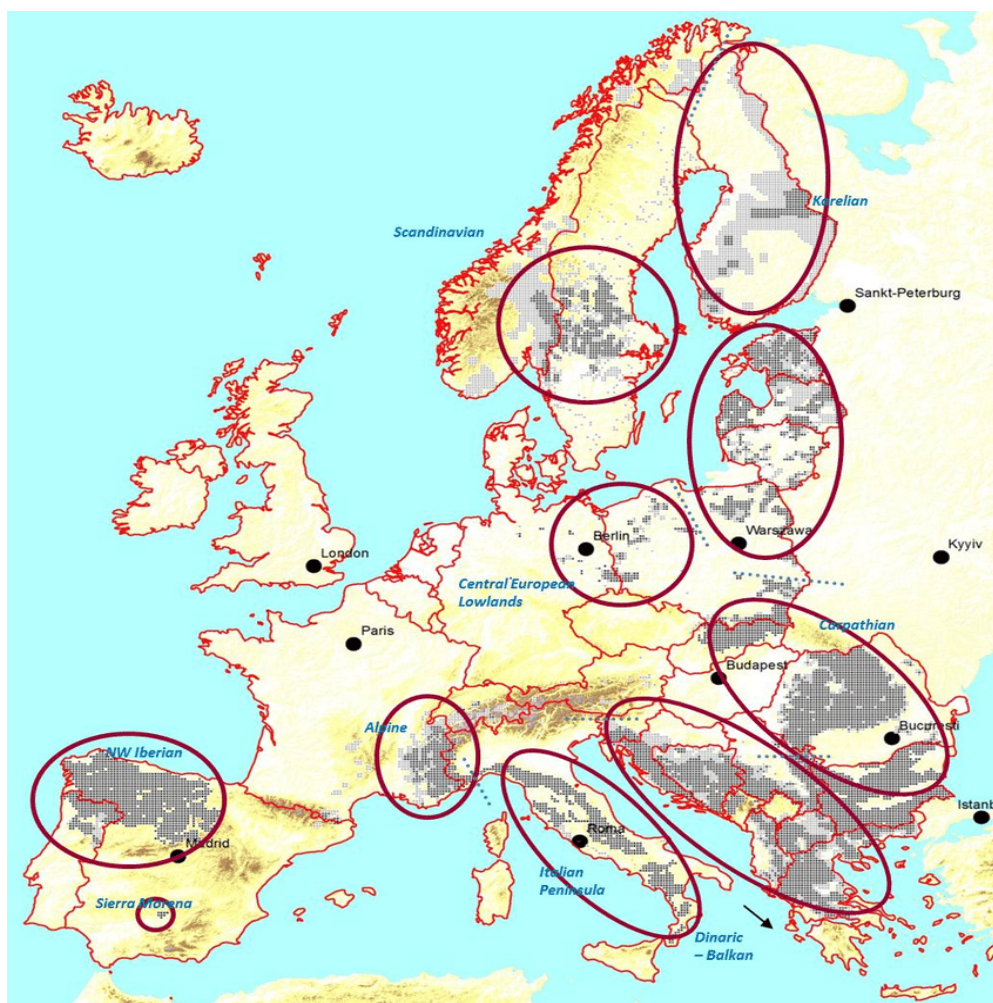 Karelian
Scandinavian
Sankt-Peterburg
Berlin
Warszawa
London
Kyyiv
Central European
Lowlands
Paris
Carpathian
Budapest
Alpine
Bucuresti
NW Iberian
Istanb
Roma
Madrid
Italian
Peninsula
Sierra Morena
Dinaric
– Balkan